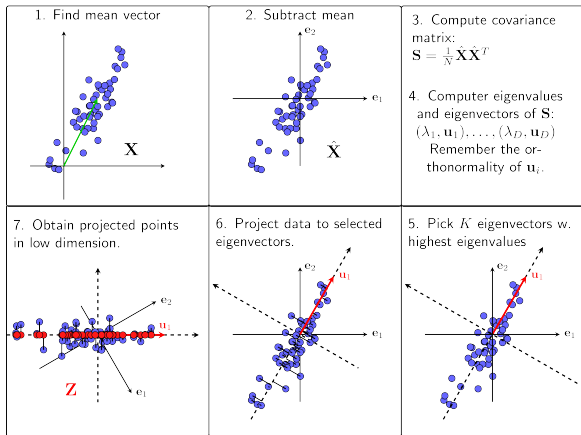 1. Find mean vector
X
2. Subtract mean
e₂
e₁
X̂
3. Compute covariance
matrix:
S = 1/N X̂X̂ᵀ
4. Computer eigenvalues
and eigenvectors of S:
(λ₁, u₁), . . . , (λ_D, u_D)
Remember the or-
thonormality of uᵢ.
7. Obtain projected points
in low dimension.
e₂
u₁
Z
e₁
6. Project data to selected
eigenvectors.
e₂
u₁
e₁
5. Pick K eigenvectors w.
highest eigenvalues
e₂
u₁
e₁